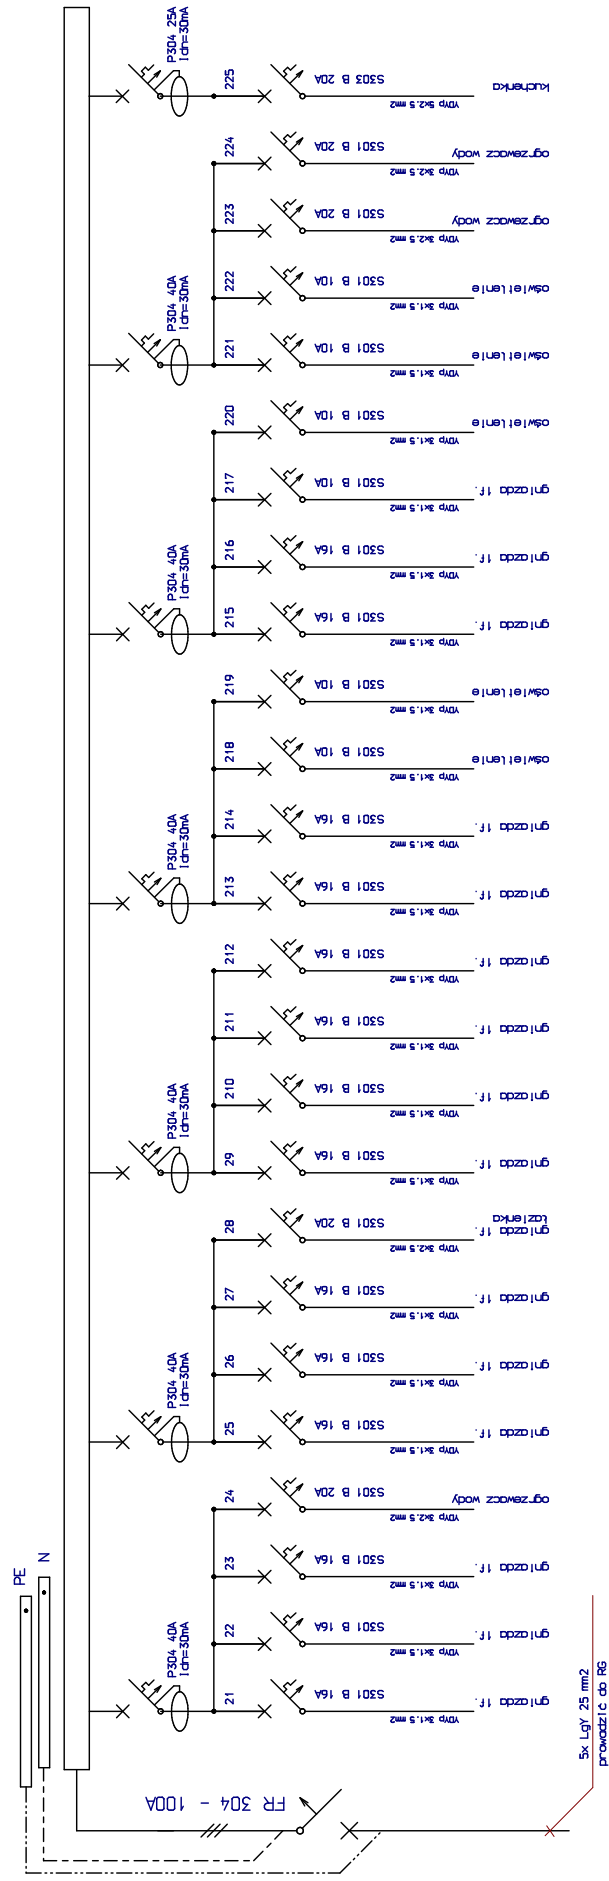 P304 25A
Idn=30mA
225
S303 B 20A
YDYp 5x2.5 mm2
kuchenka
224
S301 B 20A
YDYp 3x2.5 mm2
ogrzewacz wody
223
S301 B 20A
YDYp 3x2.5 mm2
ogrzewacz wody
222
S301 B 10A
YDYp 3x1.5 mm2
oświetlenie
P304 40A
Idn=30mA
221
S301 B 10A
YDYp 3x1.5 mm2
oświetlenie
220
S301 B 10A
YDYp 3x1.5 mm2
oświetlenie
217
S301 B 10A
YDYp 3x1.5 mm2
gniazda 1f.
216
S301 B 16A
YDYp 3x1.5 mm2
gniazda 1f.
P304 40A
Idn=30mA
215
S301 B 16A
YDYp 3x1.5 mm2
gniazda 1f.
219
S301 B 10A
YDYp 3x1.5 mm2
oświetlenie
218
S301 B 10A
YDYp 3x1.5 mm2
oświetlenie
214
S301 B 16A
YDYp 3x1.5 mm2
gniazda 1f.
P304 40A
Idn=30mA
213
S301 B 16A
YDYp 3x1.5 mm2
gniazda 1f.
212
S301 B 16A
YDYp 3x1.5 mm2
gniazda 1f.
211
S301 B 16A
YDYp 3x1.5 mm2
gniazda 1f.
210
S301 B 16A
YDYp 3x1.5 mm2
gniazda 1f.
P304 40A
Idn=30mA
29
S301 B 16A
YDYp 3x1.5 mm2
gniazda 1f.
28
S301 B 20A
YDYp 3x2.5 mm2
gniazda 1f.
łazienka
27
S301 B 16A
YDYp 3x1.5 mm2
gniazda 1f.
26
S301 B 16A
YDYp 3x1.5 mm2
gniazda 1f.
P304 40A
Idn=30mA
25
S301 B 16A
YDYp 3x1.5 mm2
gniazda 1f.
24
S301 B 20A
YDYp 3x2.5 mm2
ogrzewacz wody
23
S301 B 16A
YDYp 3x1.5 mm2
gniazda 1f.
22
S301 B 16A
YDYp 3x1.5 mm2
gniazda 1f.
P304 40A
Idn=30mA
21
S301 B 16A
YDYp 3x1.5 mm2
gniazda 1f.
PE
N
FR 304 - 100A
5x LgY 25 mm2
prowadzić do RG